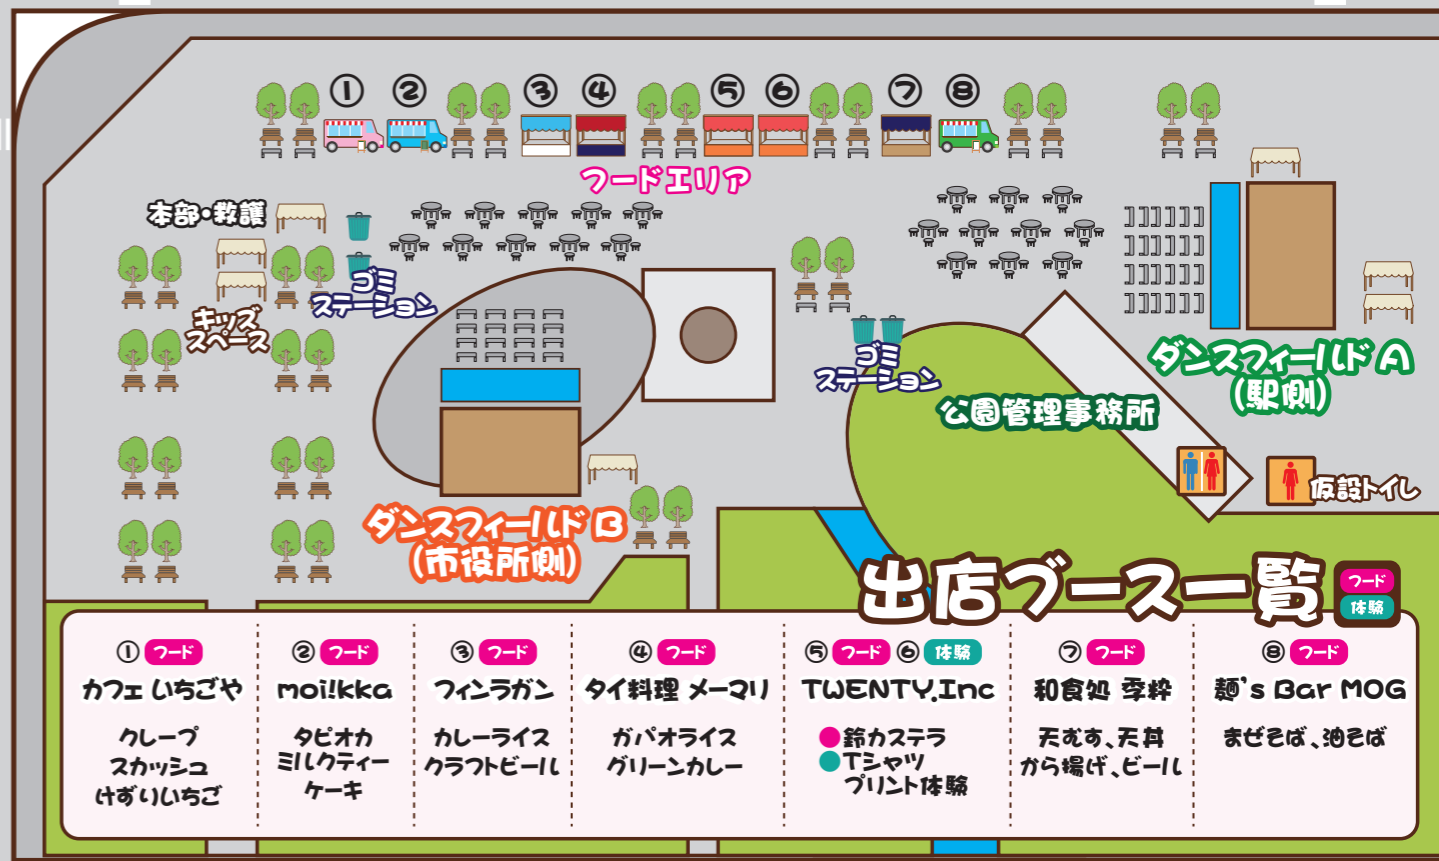 ① ② ③ ④ ⑤ ⑥ ⑦ ⑧
フードエリア
本部・救護
ゴミ
ステーション
キッズ
スペース
ゴミ
ステーション
ダンスフィールド A
(駅側)
公園管理事務所
仮設トイレ
ダンスフィールド B
(市役所側)
出店ブース一覧
フード
体験
① フード
カフェ いちごや
クレープ
スカッシュ
けずりいちご
② フード
moi!kka
タピオカ
ミルクティー
ケーキ
③ フード
フィンラガン
カレーライス
クラフトビール
④ フード
タイ料理 メーマリ
ガパオライス
グリーンカレー
⑤ フード ⑥ 体験
TWENTY.Inc
●鈴カステラ
●Tシャツ
プリント体験
⑦ フード
和食処 季粋
天むす、天丼
から揚げ、ビール
⑧ フード
麺's Bar MOG
まぜそば、油そば